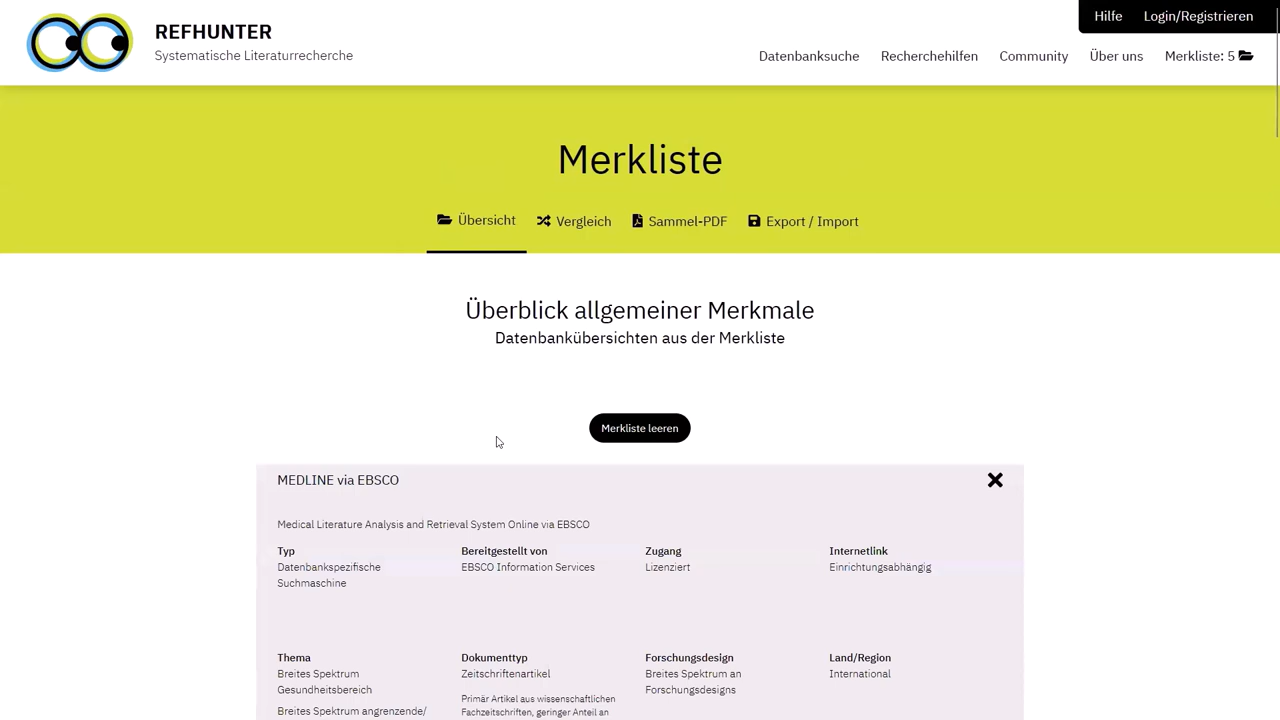 Hilfe Login/Registrieren
REFHUNTER
Systematische Literaturrecherche
Datenbanksuche Recherchehilfen Community Über uns Merkliste: 5
Merkliste
Übersicht Vergleich Sammel-PDF Export / Import
Überblick allgemeiner Merkmale
Datenbankübersichten aus der Merkliste
Merkliste leeren
MEDLINE via EBSCO
Medical Literature Analysis and Retrieval System Online via EBSCO
Typ Bereitgestellt von Zugang Internetlink
Datenbankspezifische EBSCO Information Services Lizenziert Einrichtungsabhängig
Suchmaschine
Thema Dokumenttyp Forschungsdesign Land/Region
Breites Spektrum Zeitschriftenartikel Breites Spektrum an International
Gesundheitsbereich Forschungsdesigns
Primär Artikel aus wissenschaftlichen
Breites Spektrum angrenzende/ Fachzeitschriften, geringer Anteil an